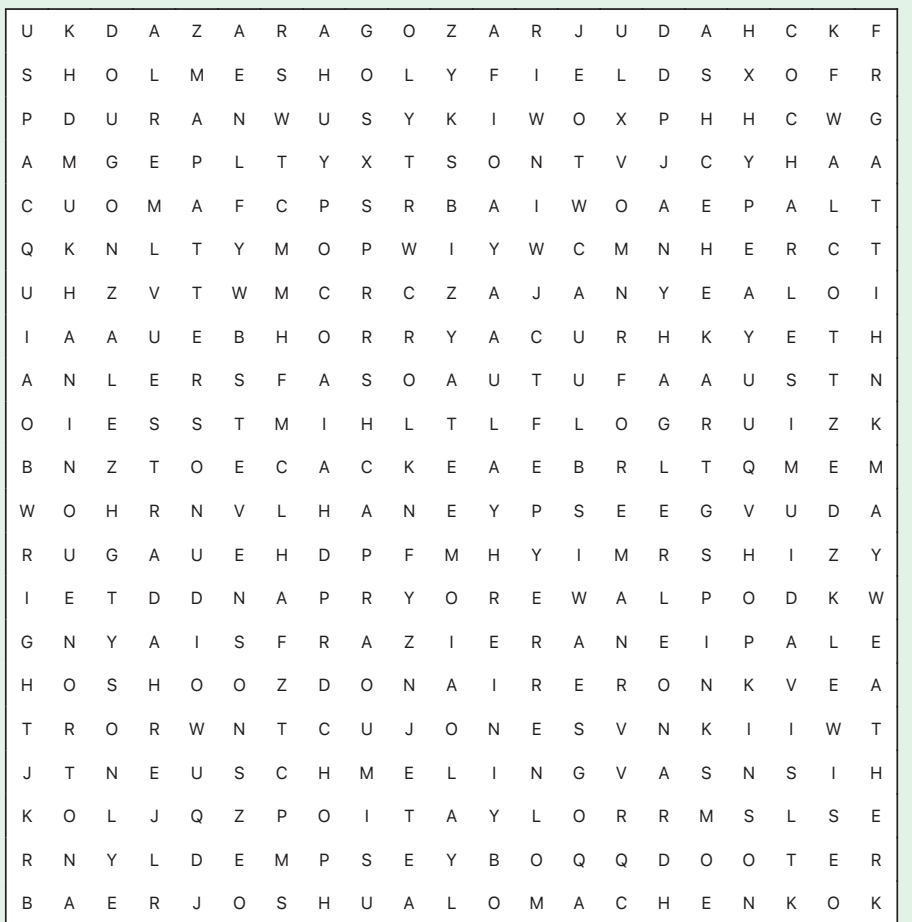 U K D A Z A R A G O Z A R J U D A H C K F
S H O L M E S H O L Y F I E L D S X O F R
P D U R A N W U S Y K I W O X P H H C W G
A M G E P L T Y X T S O N T V J C Y H A A
C U O M A F C P S R B A I W O A E P A L T
Q K N L T Y M O P W I Y W C M N H E R C T
U H Z V T W M C R C Z A J A N Y E A L O I
I A A U E B H O R R Y A C U R H K Y E T H
A N L E R S F A S O A U T U F A A U S T N
O I E S S T M I H L T L F L O G R U I Z K
B N Z T O E C A C K E A E B R L T Q M E M
W O H R N V L H A N E Y P S E E G V U D A
R U G A U E H D P F M H Y I M R S H I Z Y
I E T D D N A P R Y O R E W A L P O D K W
G N Y A I S F R A Z I E R A N E I P A L E
H O S H O O Z D O N A I R E R O N K V E A
T R O R W N T C U J O N E S V N K I I W T
J T N E U S C H M E L I N G V A S N S I H
K O L J Q Z P O I T A Y L O R R M S L S E
R N Y L D E M P S E Y B O Q Q D O O T E R
B A E R J O S H U A L O M A C H E N K O K